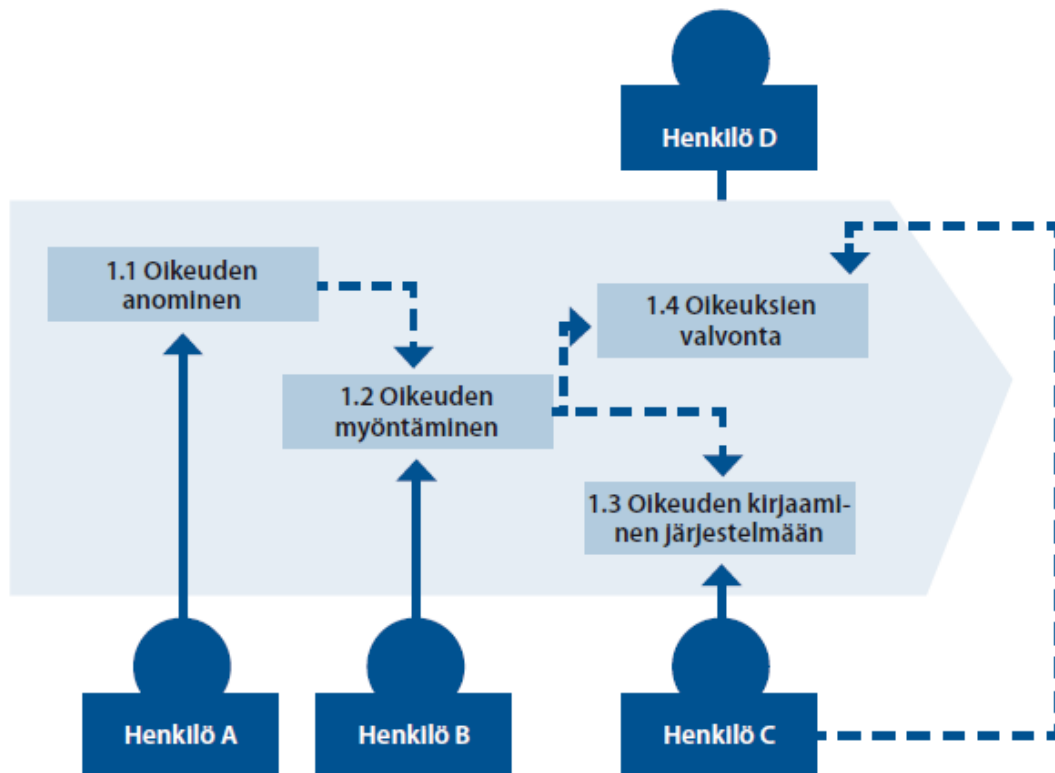 Henkilö D
1.1 Oikeuden
anominen
1.4 Oikeuksien
valvonta
1.2 Oikeuden
myöntäminen
1.3 Oikeuden kirjaami-
nen järjestelmään
Henkilö A
Henkilö B
Henkilö C